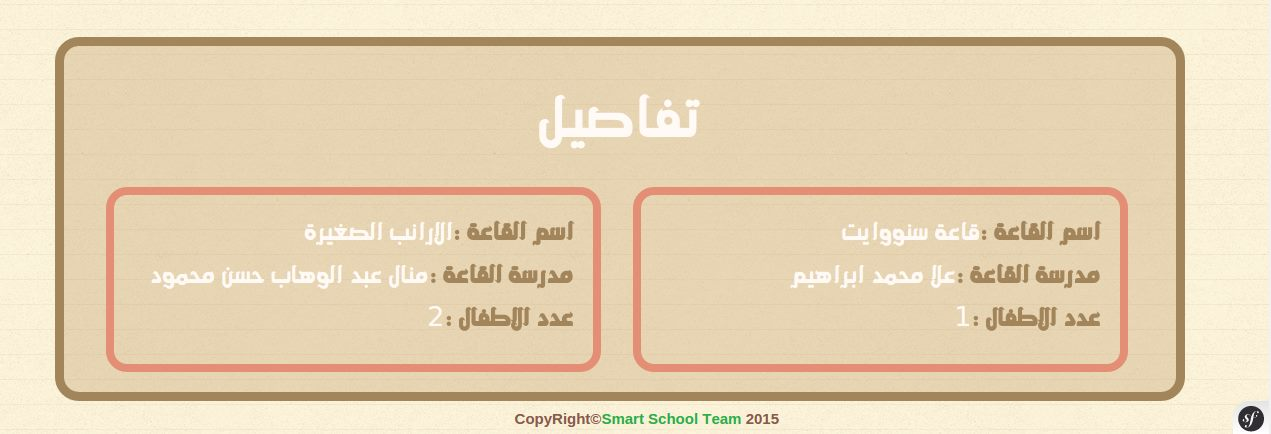 تفاصيل
اسم القاعة :قاعة سنووايت
مدرسة القاعة :علا محمد ابراهيم
عدد الاطفال :1
اسم القاعة :الارانب الصغيرة
مدرسة القاعة :منال عبد الوهاب حسن محمود
عدد الاطفال :2
CopyRight©Smart School Team 2015
sf